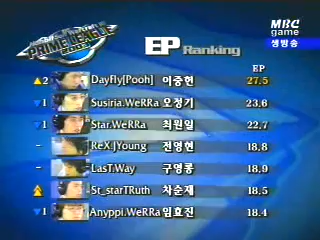 PRIME LEAGUE
MBC
game
생방송
EP Ranking
EP
2 DayFly[Pooh] 이중헌 27.5
1 Susiria.WeRRa 오정기 23.6
1 Star.WeRRa 최원일 22.7
- ReX.JYoung 전영현 18.8
- LasT.Way 구영롱 18.9
St_starTRuth 차순재 18.5
1 Anyppi.WeRRa 임효진 18.4